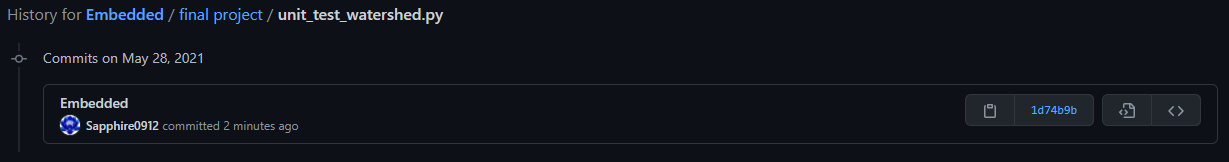 History for Embedded / final project / unit_test_watershed.py
Commits on May 28, 2021
Embedded
Sapphire0912 committed 2 minutes ago
1d74b9b